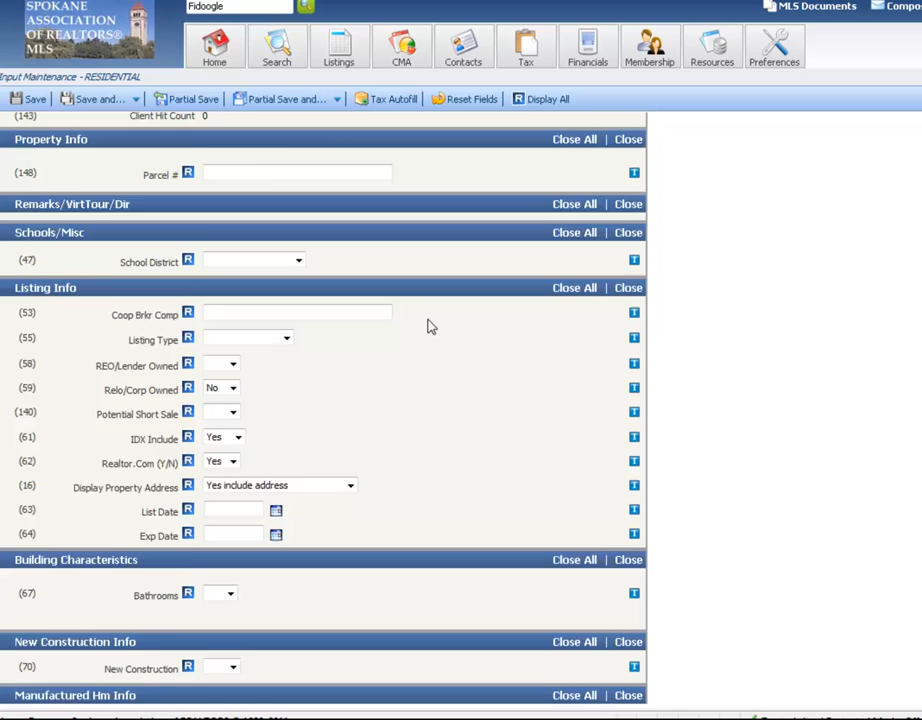 SPOKANE
ASSOCIATION
OF REALTORS®
MLS
Fidoogle
MLS Documents
Home
Search
Listings
CMA
Contacts
Tax
Financials
Membership
Resources
Preferences
Input Maintenance - RESIDENTIAL
Save
Save and...
Partial Save
Partial Save and...
Tax Autofill
R Reset Fields
R Display All
(143) Client Hit Count 0
Property Info Close All | Close
(148) Parcel # R T
Remarks/VirtTour/Dir Close All | Close
Schools/Misc Close All | Close
(47) School District R T
Listing Info Close All | Close
(53) Coop Brkr Comp R T
(55) Listing Type R T
(58) REO/Lender Owned R T
(59) Relo/Corp Owned R No T
(140) Potential Short Sale R T
(61) IDX Include R Yes T
(62) Realtor.Com (Y/N) R Yes T
(16) Display Property Address R Yes include address T
(63) List Date R T
(64) Exp Date R T
Building Characteristics Close All | Close
(67) Bathrooms R T
New Construction Info Close All | Close
(70) New Construction R T
Manufactured Hm Info Close All | Close